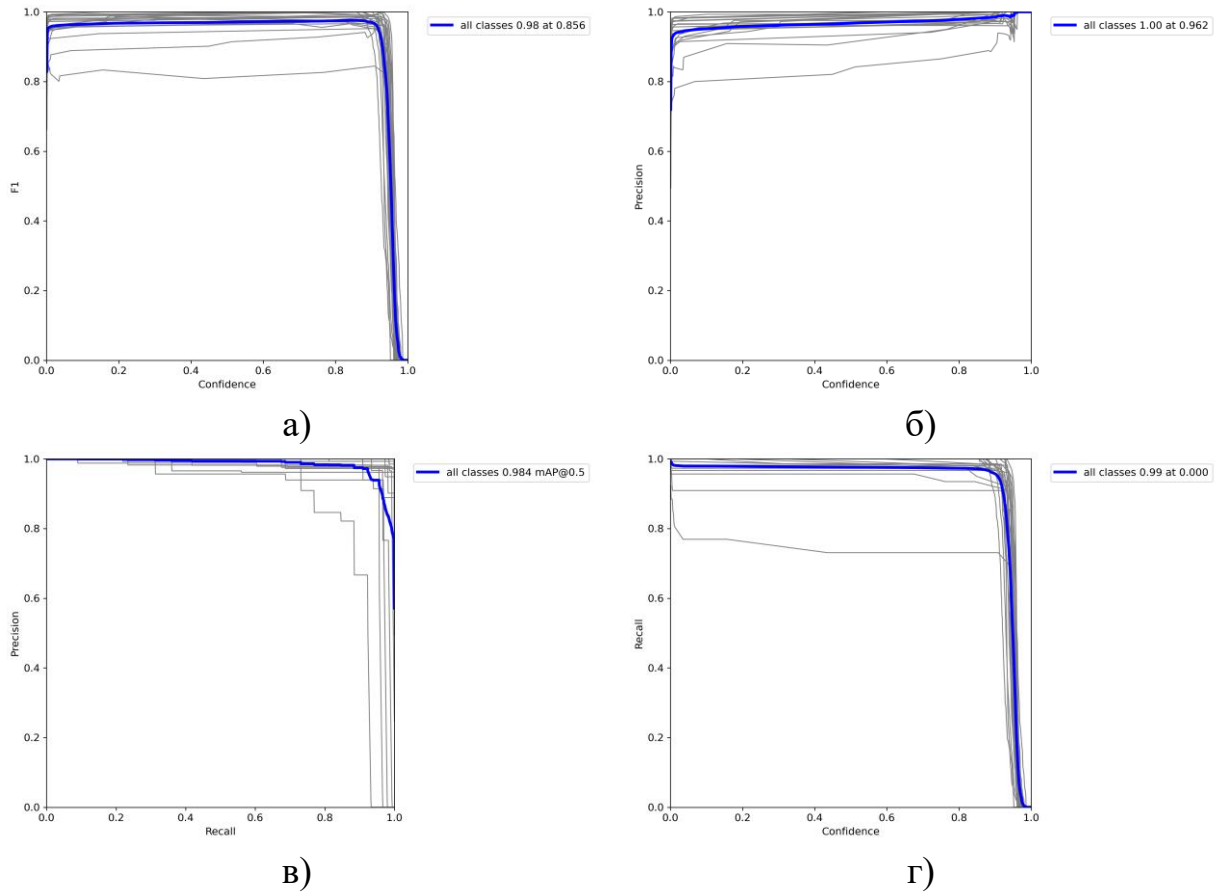 1.0
0.8
0.6
0.4
0.2
0.0
F1
0.0 0.2 0.4 0.6 0.8 1.0
Confidence
all classes 0.98 at 0.856
а)
1.0
0.8
0.6
0.4
0.2
0.0
Precision
0.0 0.2 0.4 0.6 0.8 1.0
Confidence
all classes 1.00 at 0.962
б)
1.0
0.8
0.6
0.4
0.2
0.0
Precision
0.0 0.2 0.4 0.6 0.8 1.0
Recall
all classes 0.984 mAP@0.5
в)
1.0
0.8
0.6
0.4
0.2
0.0
Recall
0.0 0.2 0.4 0.6 0.8 1.0
Confidence
all classes 0.99 at 0.000
г)